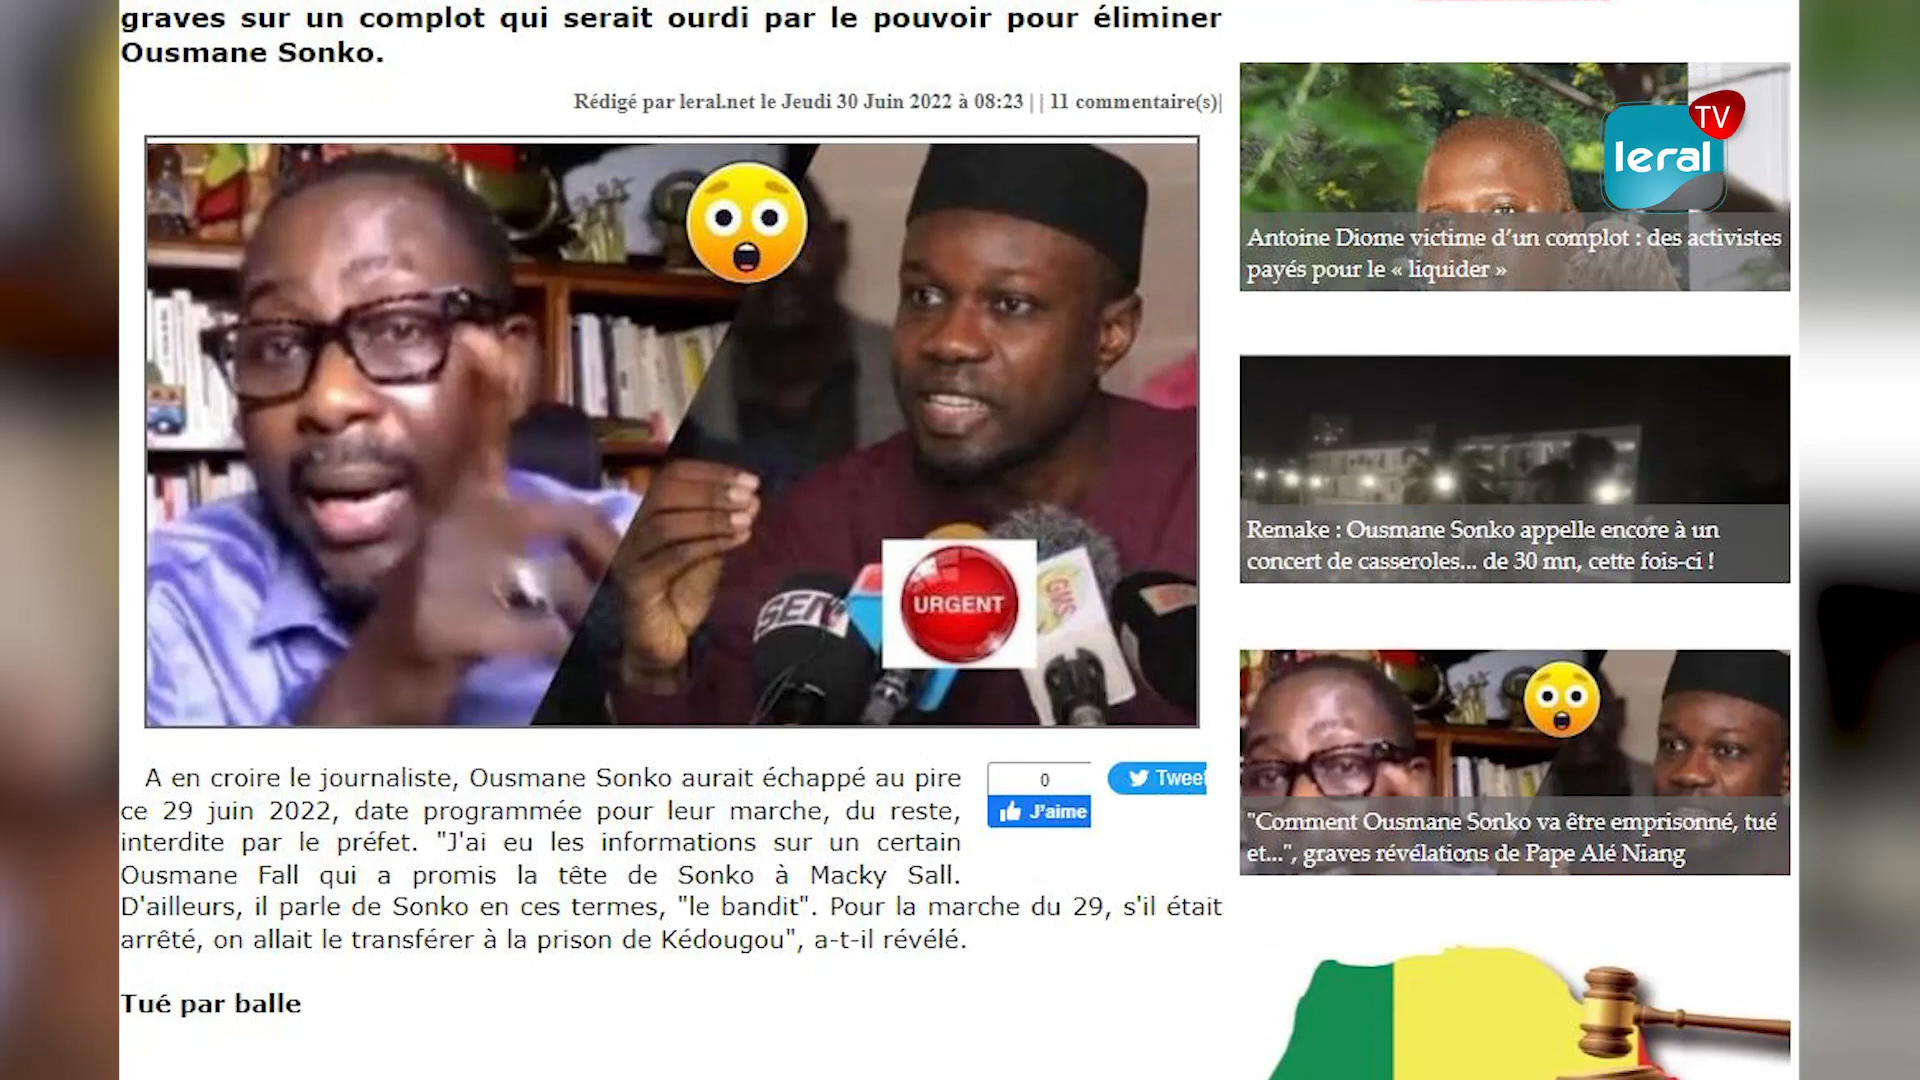 graves sur un complot qui serait ourdi par le pouvoir pour éliminer
Ousmane Sonko.
Rédigé par leral.net le Jeudi 30 Juin 2022 à 08:23 | | 11 commentaire(s)|
SEN
URGENT
GMS
A en croire le journaliste, Ousmane Sonko aurait échappé au pire
ce 29 juin 2022, date programmée pour leur marche, du reste,
interdite par le préfet. "J'ai eu les informations sur un certain
Ousmane Fall qui a promis la tête de Sonko à Macky Sall.
D'ailleurs, il parle de Sonko en ces termes, "le bandit". Pour la marche du 29, s'il était
arrêté, on allait le transférer à la prison de Kédougou", a-t-il révélé.
0
J'aime
Tweet
Tué par balle
TV
leral
Antoine Diome victime d'un complot : des activistes
payés pour le « liquider »
Remake : Ousmane Sonko appelle encore à un
concert de casseroles... de 30 mn, cette fois-ci !
"Comment Ousmane Sonko va être emprisonné, tué
et...", graves révélations de Pape Alé Niang